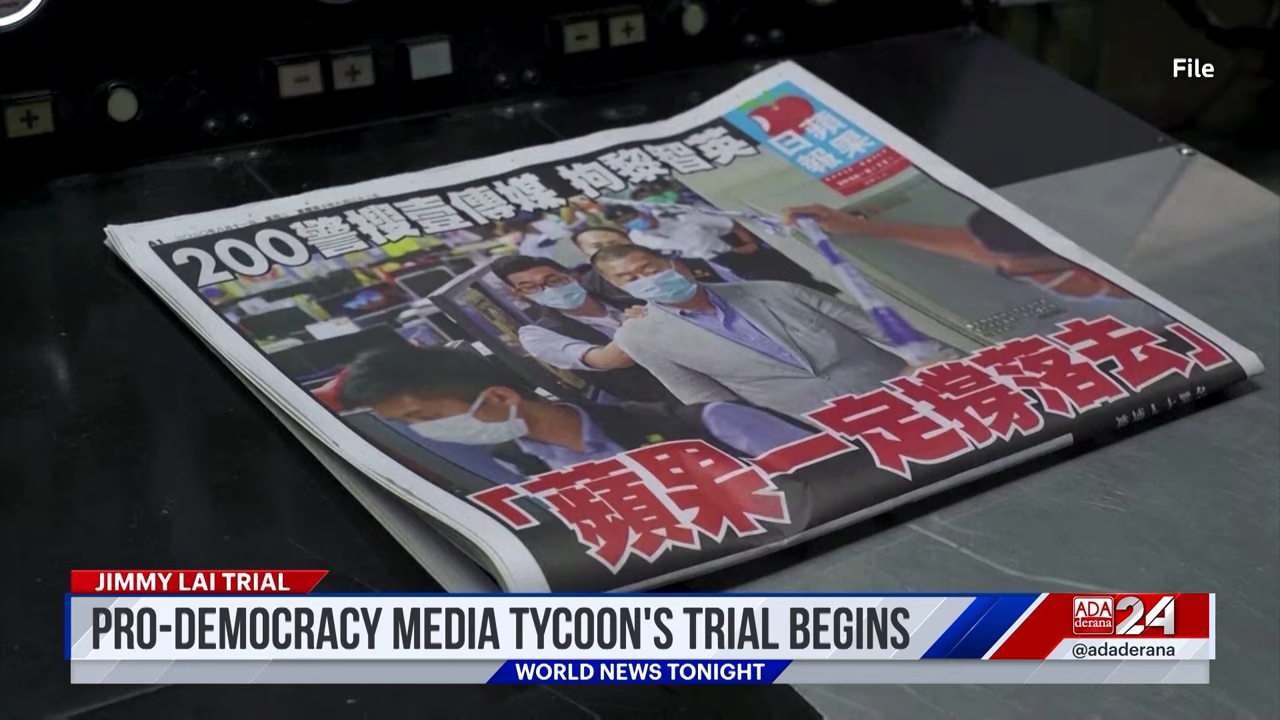 File
蘋果
日報
200警搜壹傳媒 拘黎智英
「蘋果一定撐落去」
JIMMY LAI TRIAL
PRO-DEMOCRACY MEDIA TYCOON'S TRIAL BEGINS
ADA
derana
24
@adaderana
WORLD NEWS TONIGHT